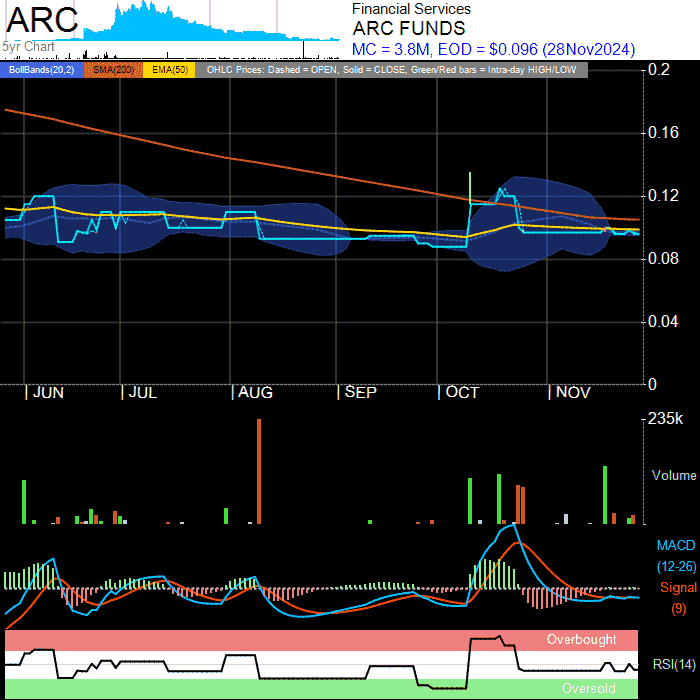 ARC
5yr Chart
Financial Services
ARC FUNDS
MC = 3.8M, EOD = $0.096 (28Nov2024)
BollBands(20,2) SMA(200) EMA(50) OHLC Prices: Dashed = OPEN, Solid = CLOSE, Green/Red bars = Intra-day HIGH/LOW
0.2
0.16
0.12
0.08
0.04
0
JUN JUL AUG SEP OCT NOV
235k
Volume
MACD
(12-26)
Signal
(9)
Overbought
RSI(14)
Oversold